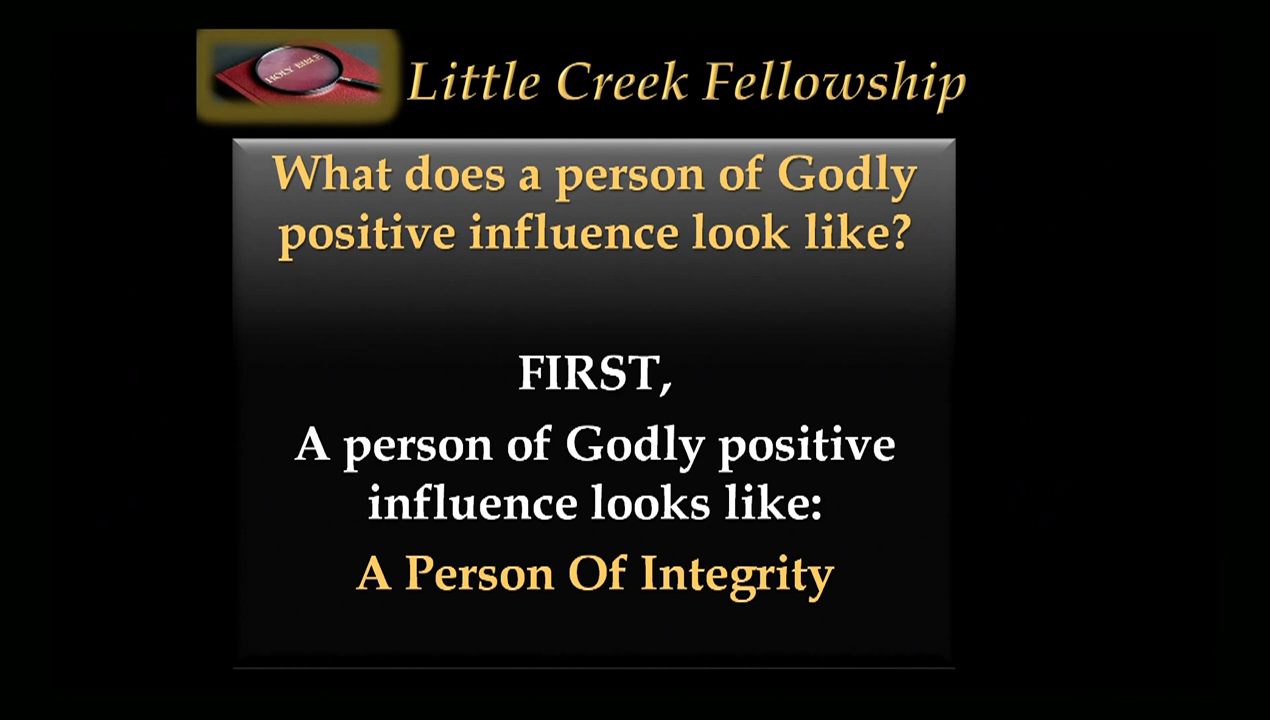 HOLY BIBLE
Little Creek Fellowship
What does a person of Godly
positive influence look like?
FIRST,
A person of Godly positive
influence looks like:
A Person Of Integrity